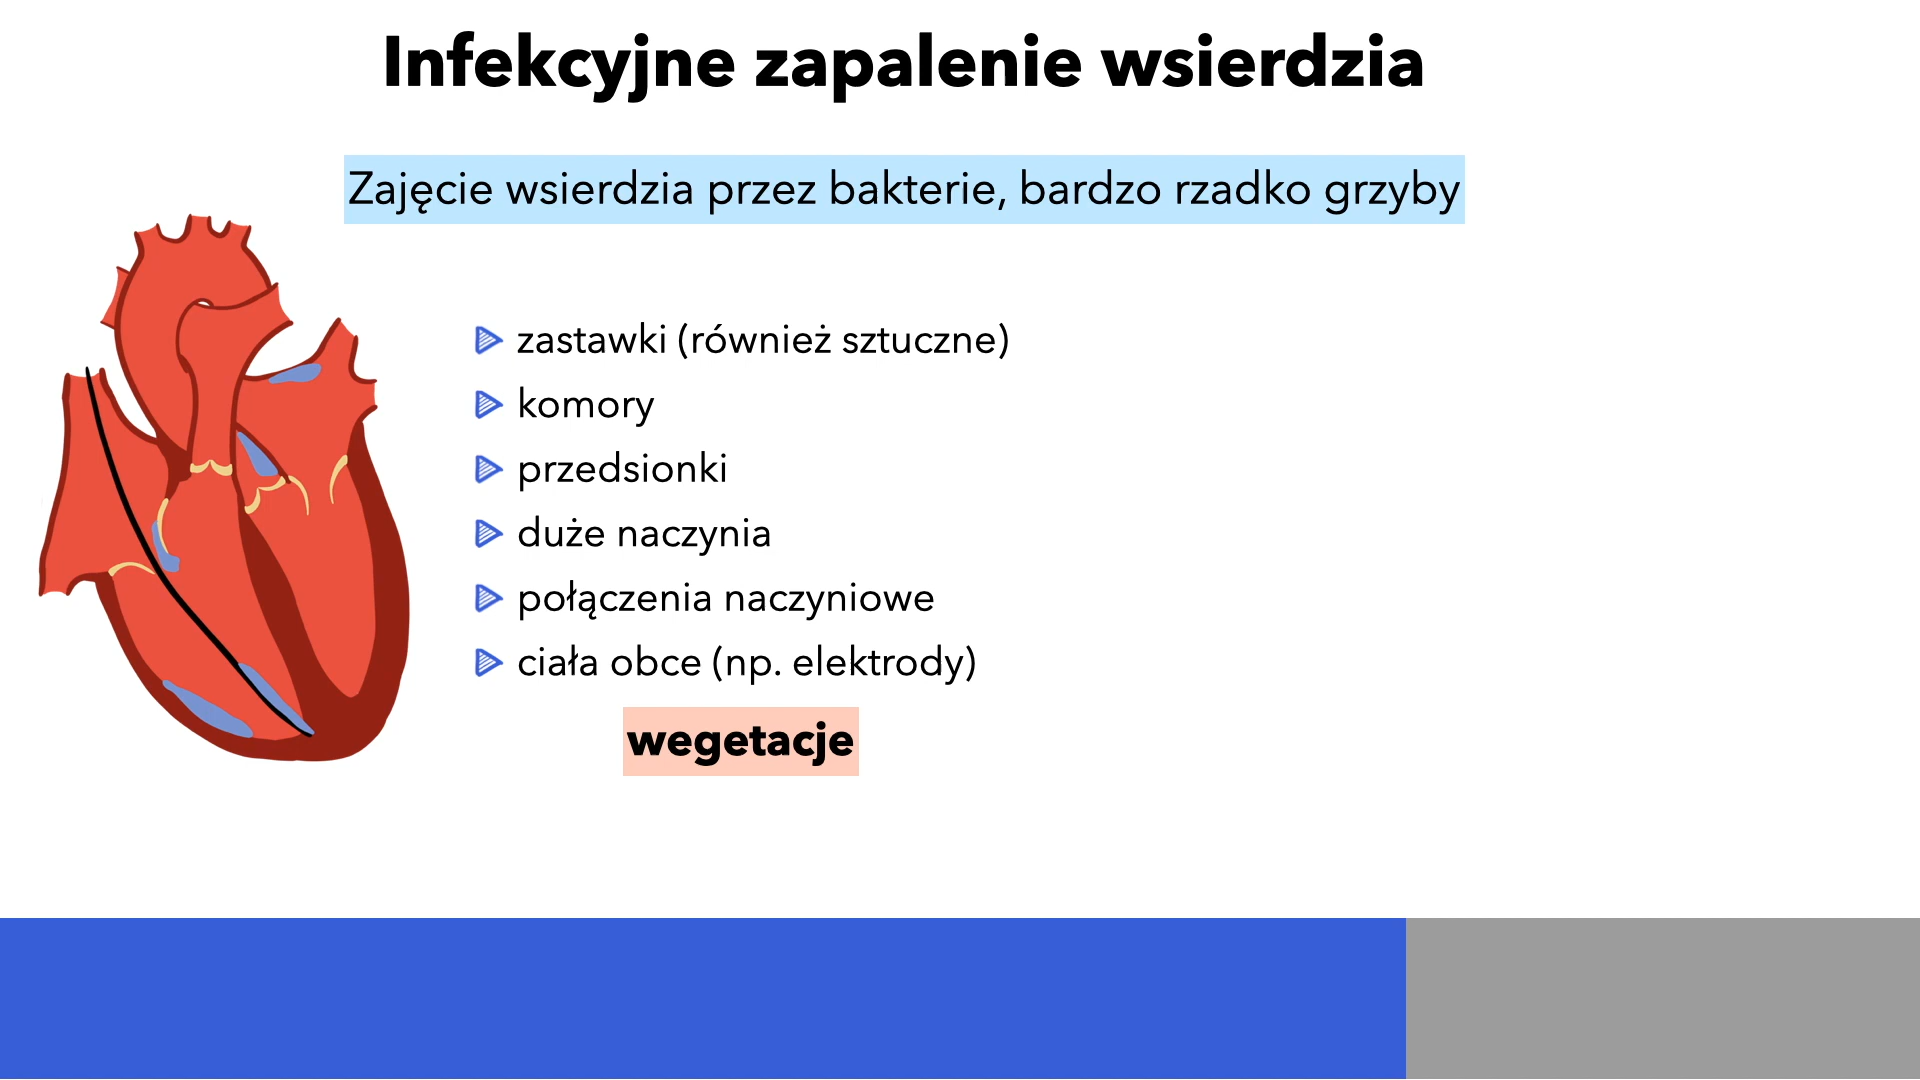 Infekcyjne zapalenie wsierdzia
Zajęcie wsierdzia przez bakterie, bardzo rzadko grzyby
zastawki (również sztuczne)
komory
przedsionki
duże naczynia
połączenia naczyniowe
ciała obce (np. elektrody)
wegetacje